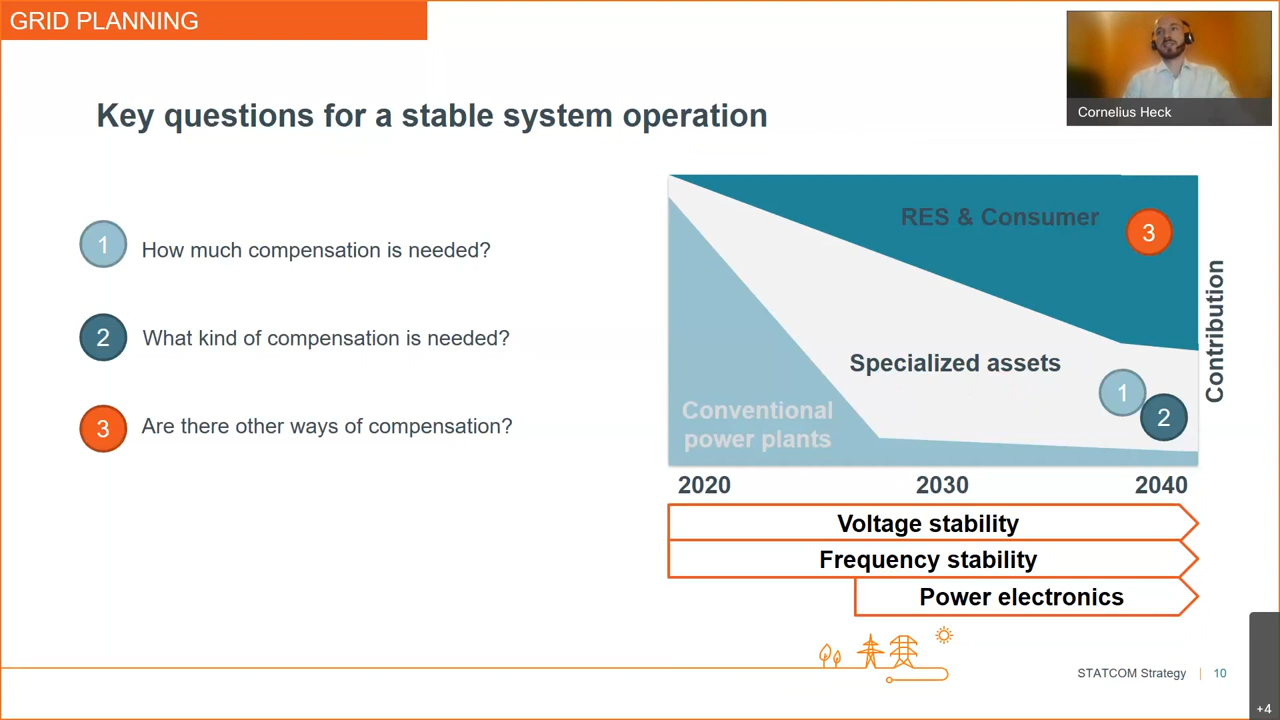 GRID PLANNING
Cornelius Heck
Key questions for a stable system operation
1 How much compensation is needed?
2 What kind of compensation is needed?
3 Are there other ways of compensation?
RES & Consumer
3
Specialized assets
1
2
Conventional
power plants
Contribution
2020 2030 2040
Voltage stability
Frequency stability
Power electronics
STATCOM Strategy | 10
+4